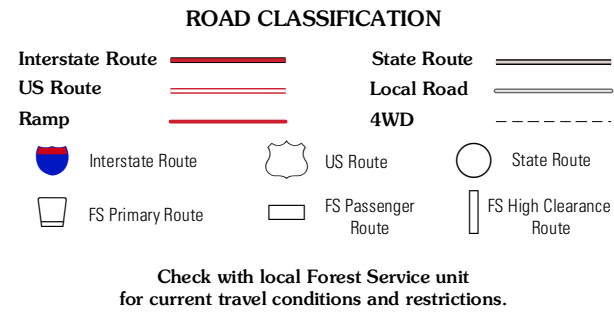 ROAD CLASSIFICATION
Interstate Route
State Route
US Route
Local Road
Ramp
4WD
Interstate Route
US Route
State Route
FS Primary Route
FS Passenger
Route
FS High Clearance
Route
Check with local Forest Service unit
for current travel conditions and restrictions.